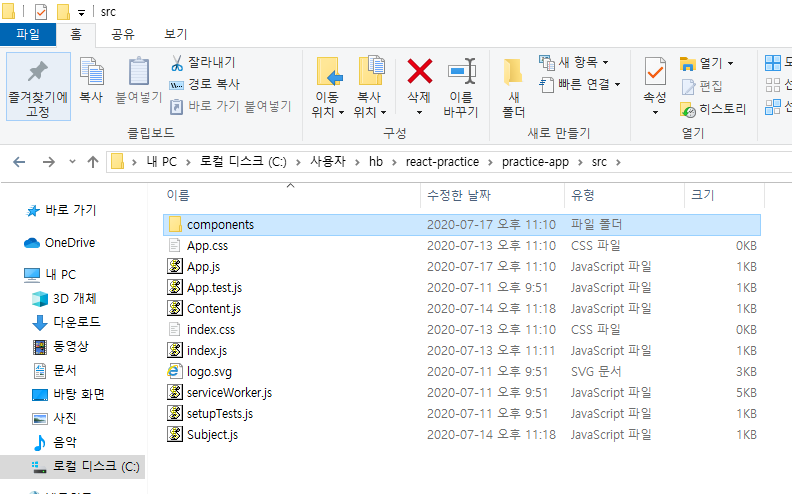 src
파일 홈 공유 보기
즐겨찾기에 고정
복사
붙여넣기
잘라내기
경로 복사
바로 가기 붙여넣기
클립보드
이동 위치
복사 위치
삭제
이름 바꾸기
구성
새 폴더
새 항목
빠른 연결
새로 만들기
속성
열기
편집
히스토리
열기
내 PC > 로컬 디스크 (C:) > 사용자 > hb > react-practice > practice-app > src >
이름 수정한 날짜 유형 크기
components 2020-07-17 오후 11:10 파일 폴더
App.css 2020-07-13 오후 11:10 CSS 파일 0KB
App.js 2020-07-17 오후 11:10 JavaScript 파일 1KB
App.test.js 2020-07-11 오후 9:51 JavaScript 파일 1KB
Content.js 2020-07-14 오후 11:18 JavaScript 파일 1KB
index.css 2020-07-13 오후 11:10 CSS 파일 0KB
index.js 2020-07-13 오후 11:11 JavaScript 파일 1KB
logo.svg 2020-07-11 오후 9:51 SVG 문서 3KB
serviceWorker.js 2020-07-11 오후 9:51 JavaScript 파일 5KB
setupTests.js 2020-07-11 오후 9:51 JavaScript 파일 1KB
Subject.js 2020-07-14 오후 11:18 JavaScript 파일 1KB
바로 가기
OneDrive
내 PC
3D 개체
다운로드
동영상
문서
바탕 화면
사진
음악
로컬 디스크 (C:)